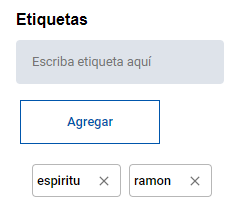 Etiquetas
Escriba etiqueta aquí
Agregar
espiritu × ramon ×